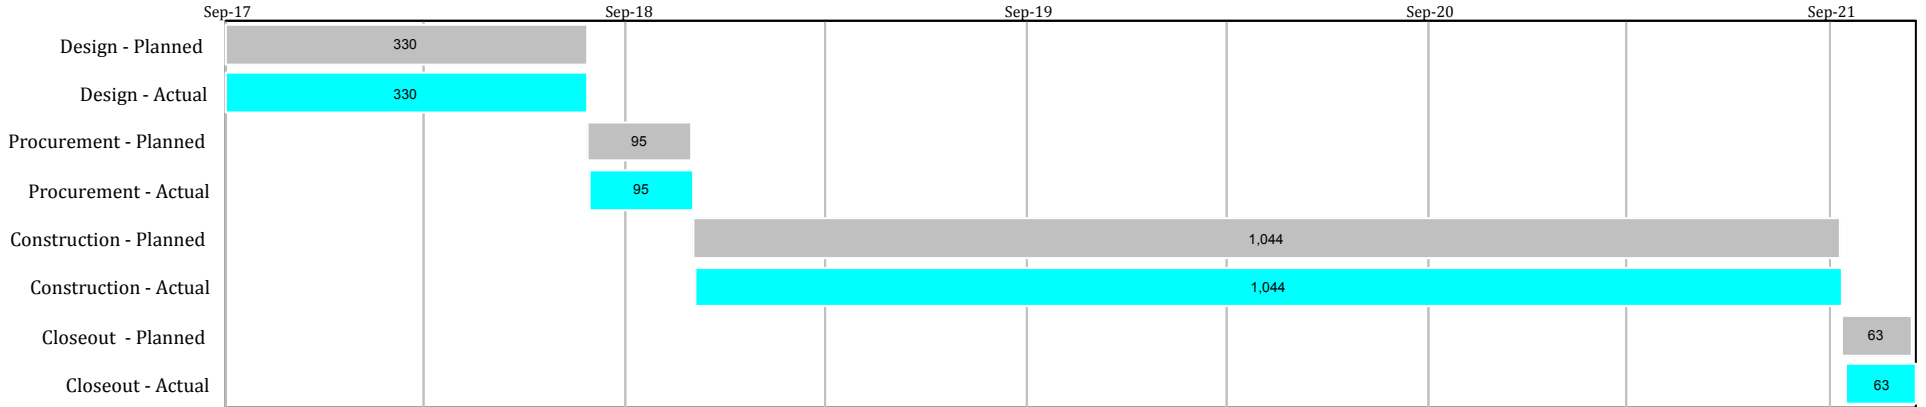 Sep-17 Sep-18 Sep-19 Sep-20 Sep-21
Design - Planned 330
Design - Actual 330
Procurement - Planned 95
Procurement - Actual 95
Construction - Planned 1,044
Construction - Actual 1,044
Closeout  - Planned 63
Closeout - Actual 63